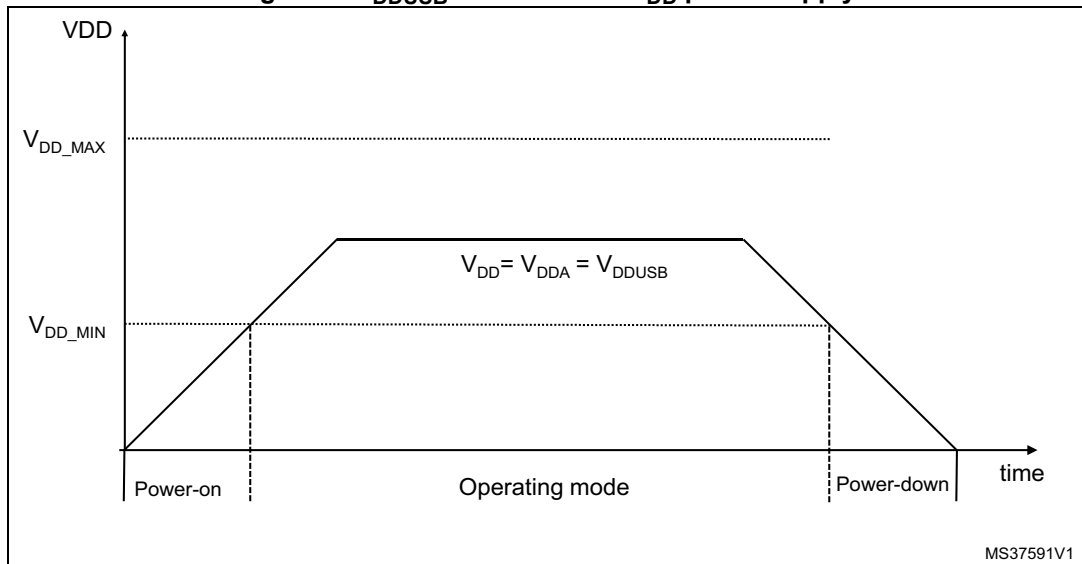 VDD
V_DD_MAX
V_DD= V_DDA = V_DDUSB
V_DD_MIN
time
Power-on
Operating mode
Power-down
MS37591V1